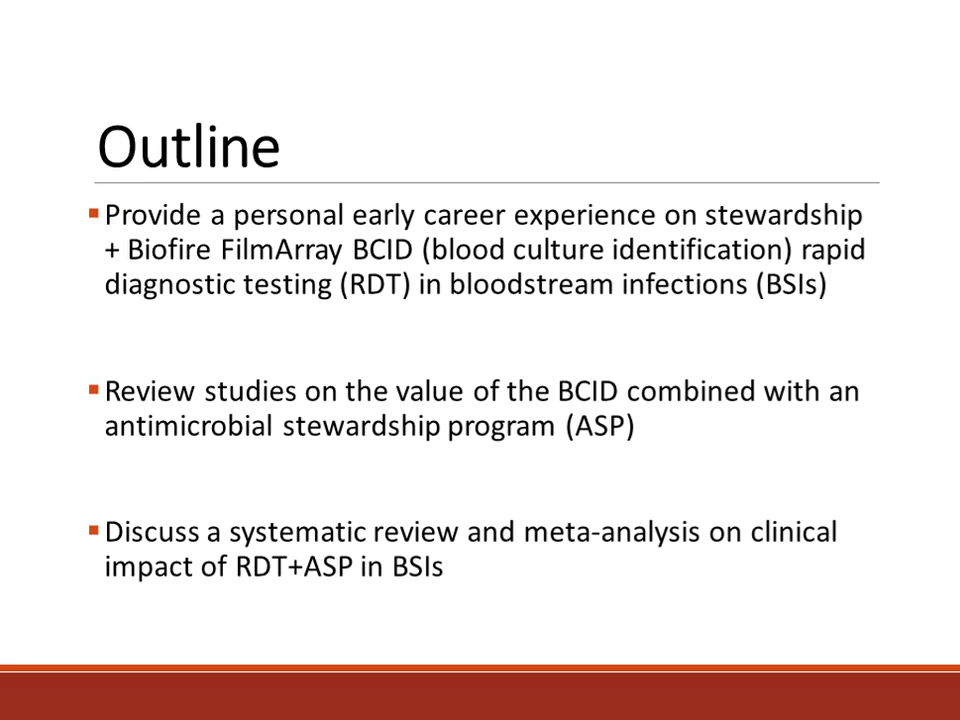 Outline
Provide a personal early career experience on stewardship
+ Biofire FilmArray BCID (blood culture identification) rapid
diagnostic testing (RDT) in bloodstream infections (BSIs)
Review studies on the value of the BCID combined with an
antimicrobial stewardship program (ASP)
Discuss a systematic review and meta-analysis on clinical
impact of RDT+ASP in BSIs